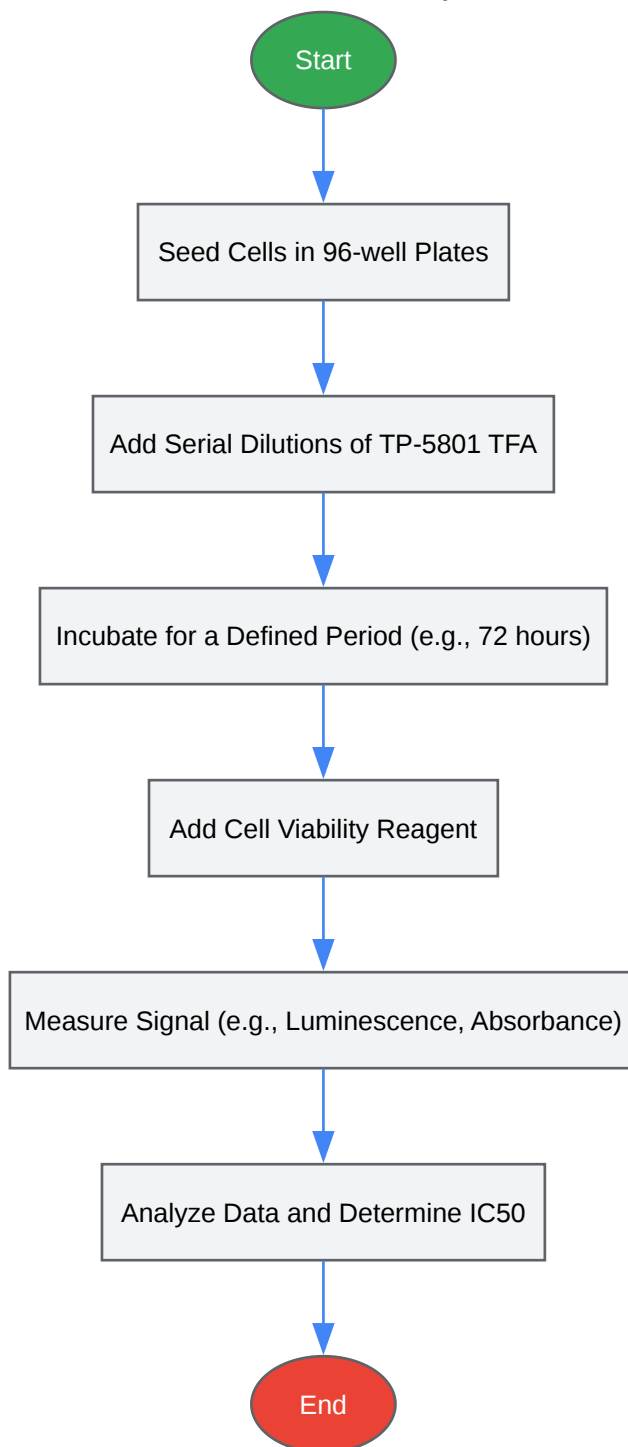 Start
Seed Cells in 96-well Plates
Add Serial Dilutions of TP-5801 TFA
Incubate for a Defined Period (e.g., 72 hours)
Add Cell Viability Reagent
Measure Signal (e.g., Luminescence, Absorbance)
Analyze Data and Determine IC50
End